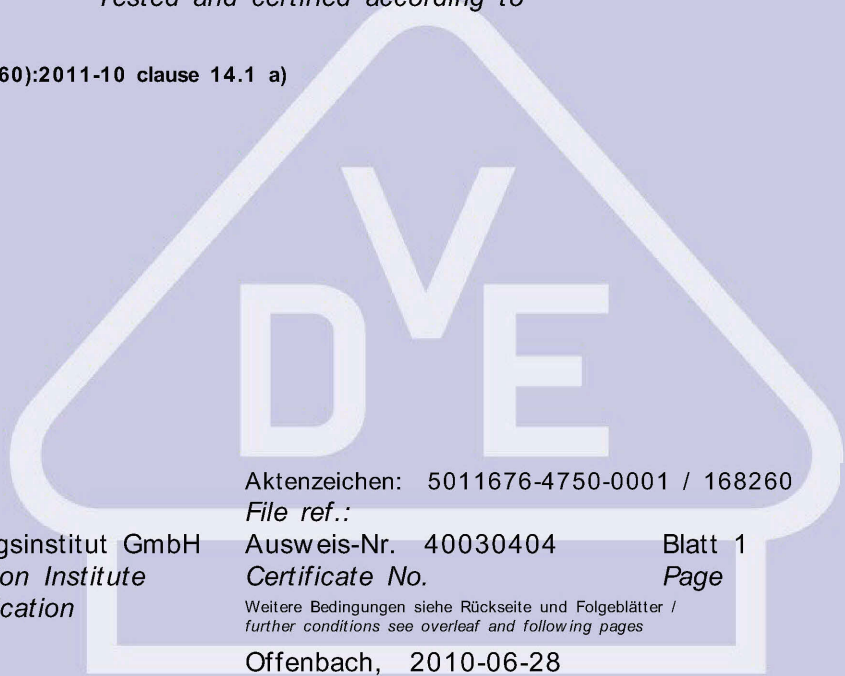 Tested and certified according to
60):2011-10 clause 14.1 a)
DVE
Aktenzeichen: 5011676-4750-0001 / 168260
File ref.:
gsinstitut GmbH Ausweis-Nr. 40030404 Blatt 1
on Institute Certificate No. Page
cation Weitere Bedingungen siehe Rückseite und Folgeblätter /
further conditions see overleaf and following pages
Offenbach, 2010-06-28